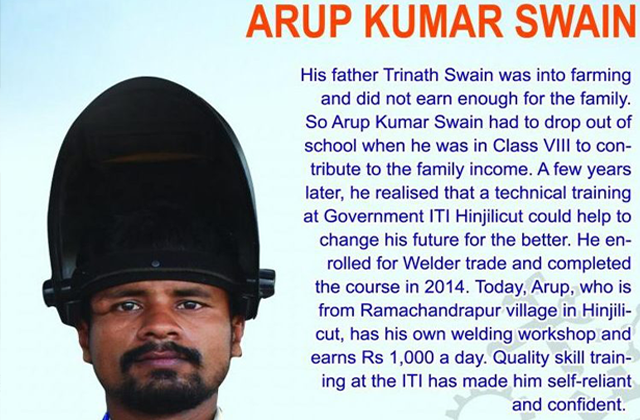 ARUP KUMAR SWAIN
His father Trinath Swain was into farming
and did not earn enough for the family.
So Arup Kumar Swain had to drop out of
school when he was in Class VIII to con-
tribute to the family income. A few years
later, he realised that a technical training
at Government ITI Hinjilicut could help to
change his future for the better. He en-
rolled for Welder trade and completed
the course in 2014. Today, Arup, who is
from Ramachandrapur village in Hinjili-
cut, has his own welding workshop and
earns Rs 1,000 a day. Quality skill train-
ing at the ITI has made him self-reliant
and confident.